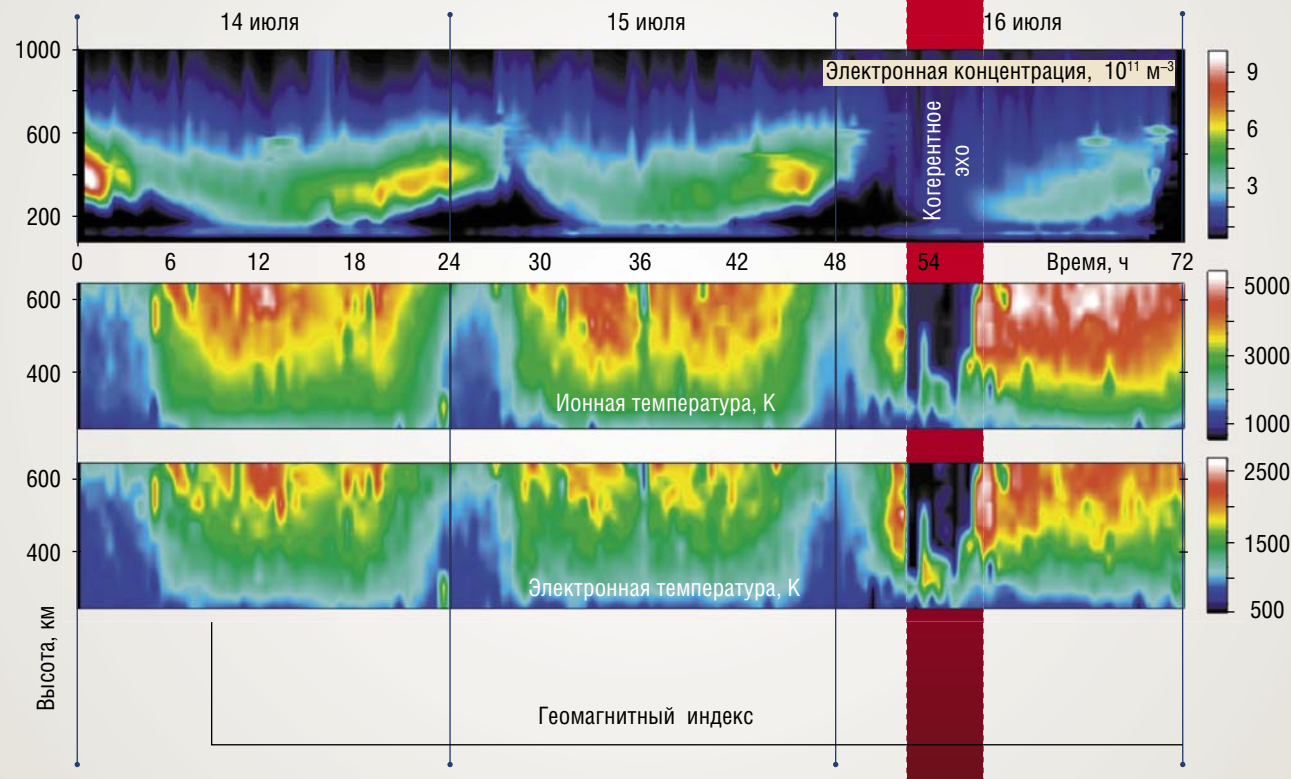 14 июля 15 июля 16 июля
1000
600
200
Электронная концентрация, 10¹¹ м⁻³
Когерентное
эхо
9
6
3
0 6 12 18 24 30 36 42 48 54 Время, ч 72
600
400
Ионная температура, К
5000
3000
1000
600
400
Электронная температура, К
2500
1500
500
Высота, км
Геомагнитный индекс